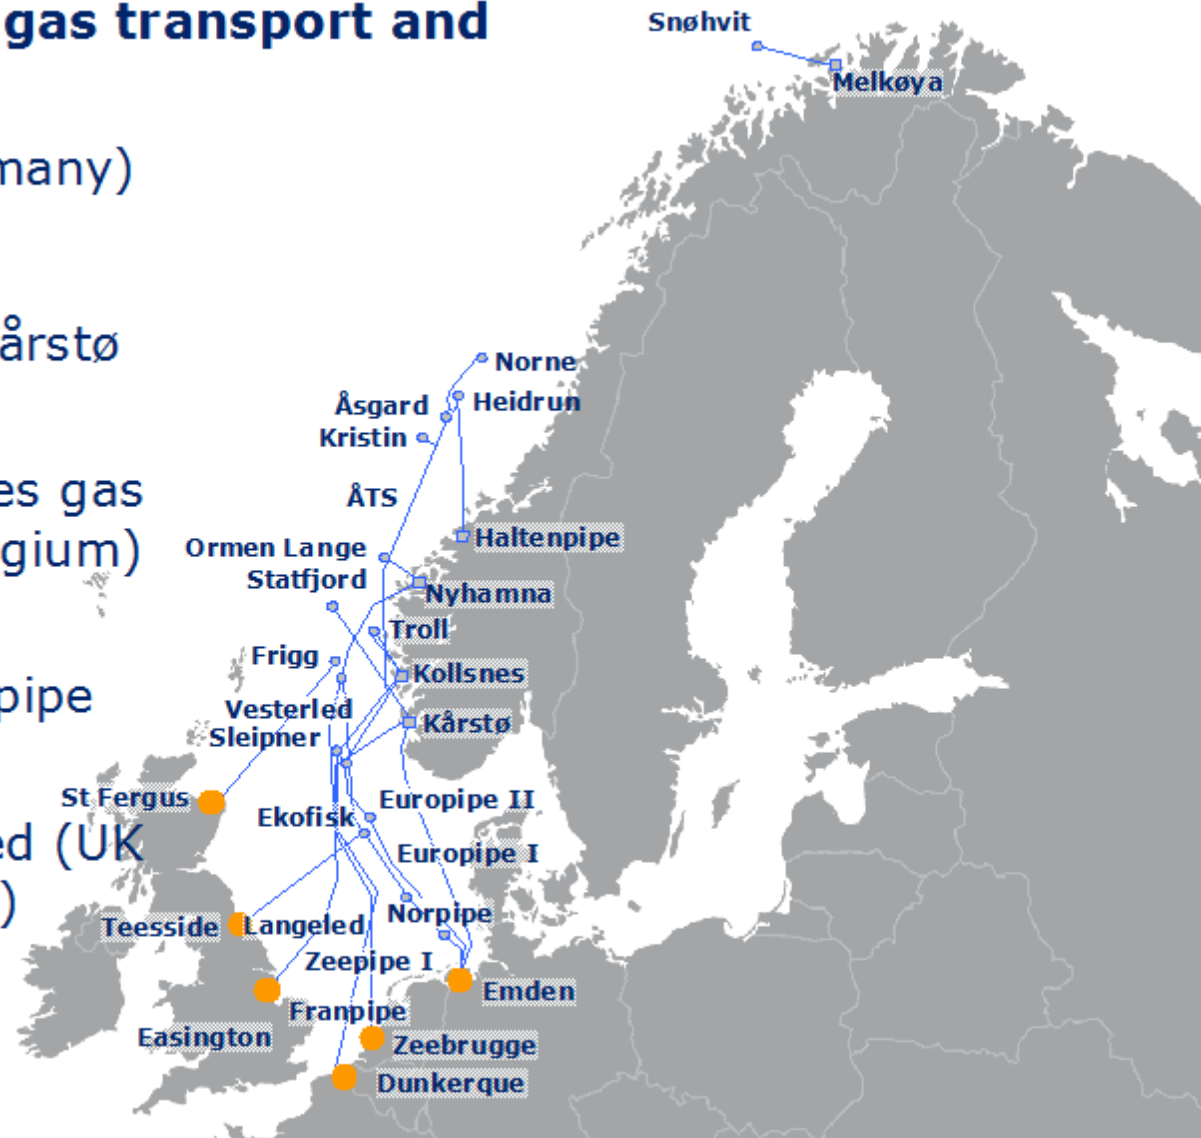 gas transport and
many)
årstø
es gas
gium)
pipe
ed (UK
)
Snøhvit
Melkøya
Norne
Åsgard
Heidrun
Kristin
ÅTS
Haltenpipe
Ormen Lange
Statfjord
Nyhamna
Troll
Frigg
Kollsnes
Vesterled
Kårstø
Sleipner
St Fergus
Europipe II
Ekofisk
Europipe I
Norpipe
Teesside
Langeled
Zeepipe I
Emden
Franpipe
Easington
Zeebrugge
Dunkerque